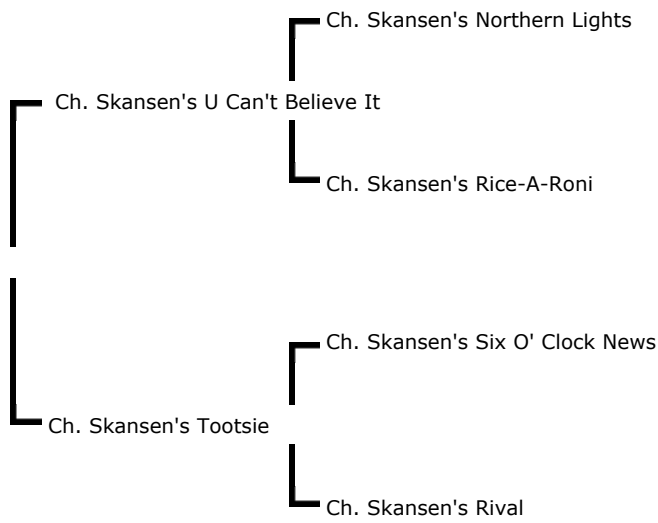 Ch. Skansen's Northern Lights
Ch. Skansen's U Can't Believe It
Ch. Skansen's Rice-A-Roni
Ch. Skansen's Six O' Clock News
Ch. Skansen's Tootsie
Ch. Skansen's Rival